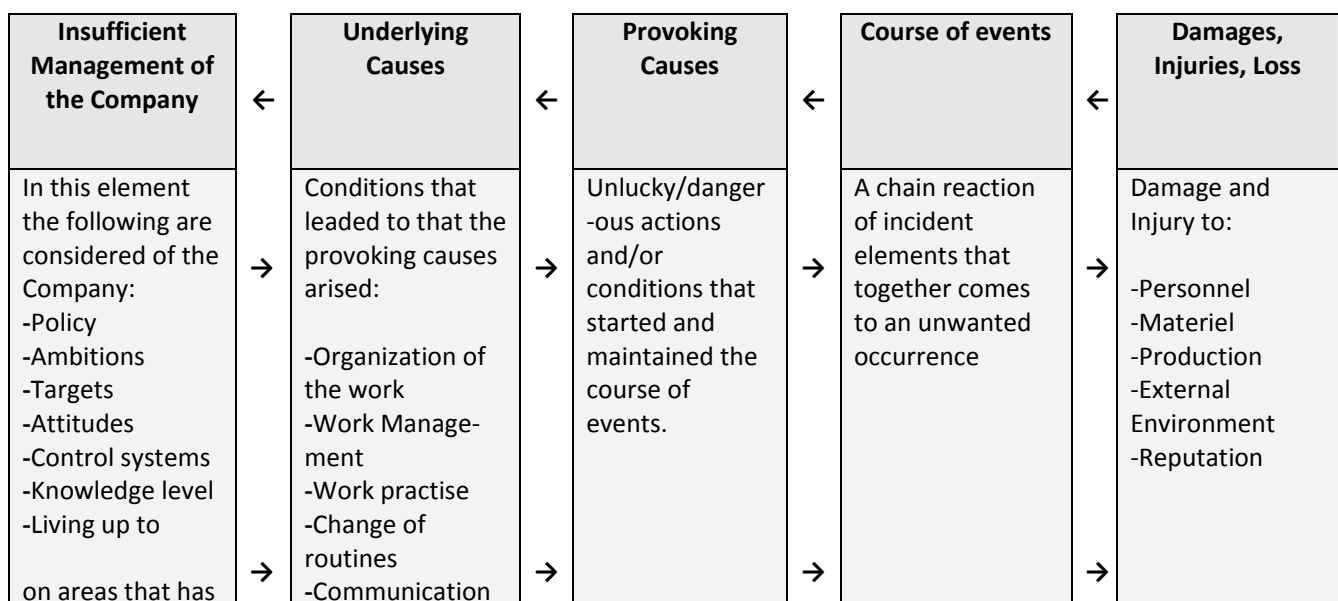 Insufficient
Management of
the Company
←
Underlying
Causes
←
Provoking
Causes
←
Course of events
←
Damages,
Injuries, Loss
In this element
the following are
considered of the
Company:
-Policy
-Ambitions
-Targets
-Attitudes
-Control systems
-Knowledge level
-Living up to
on areas that has
→
→
Conditions that
leaded to that the
provoking causes
arised:
-Organization of
the work
-Work Manage-
ment
-Work practise
-Change of
routines
-Communication
→
→
Unlucky/danger
-ous actions
and/or
conditions that
started and
maintained the
course of
events.
→
→
A chain reaction
of incident
elements that
together comes
to an unwanted
occurrence
→
→
Damage and
Injury to:
-Personnel
-Materiel
-Production
-External
Environment
-Reputation